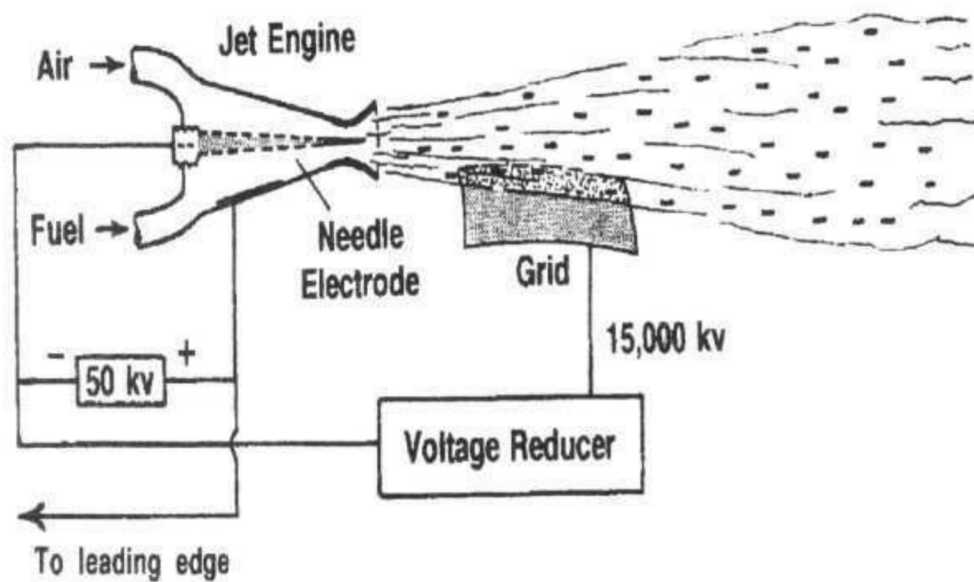 Jet Engine
Air
Fuel
Needle
Electrode
Grid
15,000 kv
- +
50 kv
Voltage Reducer
To leading edge